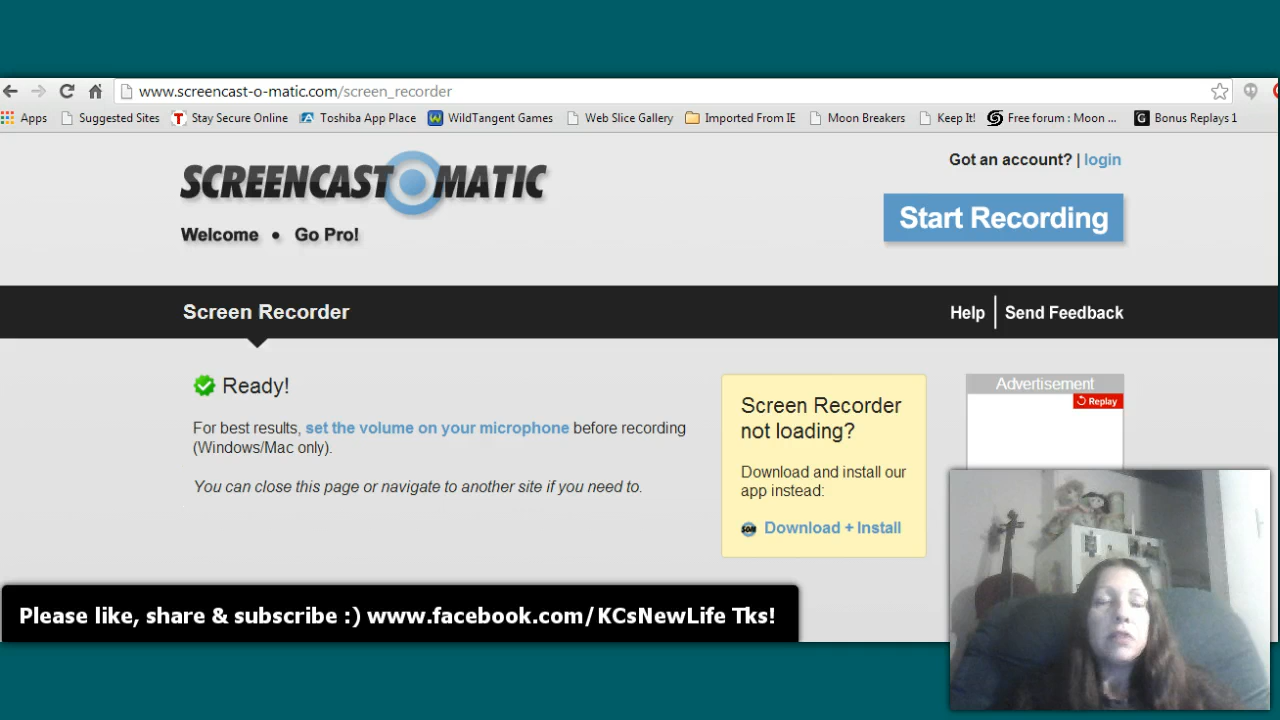 www.screencast-o-matic.com/screen_recorder
Apps Suggested Sites T Stay Secure Online Toshiba App Place W WildTangent Games Web Slice Gallery Imported From IE Moon Breakers Keep It! Free forum : Moon ... G Bonus Replays 1
SCREENCAST O MATIC
Got an account? | login
Start Recording
Welcome • Go Pro!
Screen Recorder
Help Send Feedback
Ready!
For best results, set the volume on your microphone before recording
(Windows/Mac only).
You can close this page or navigate to another site if you need to.
Screen Recorder
not loading?
Download and install our
app instead:
SOM Download + Install
Advertisement
Replay
Please like, share & subscribe :) www.facebook.com/KCsNewLife Tks!